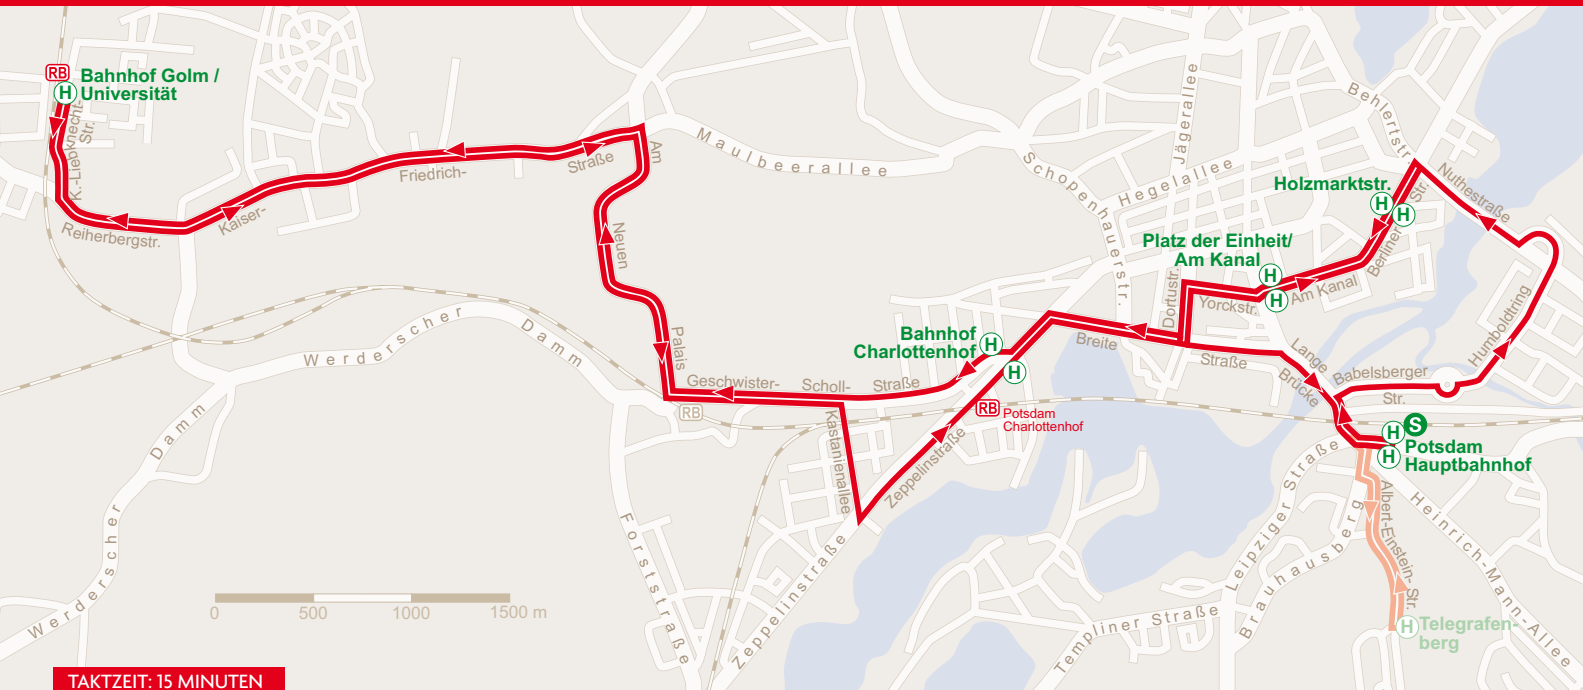 RB
H
Bahnhof Golm /
Universität
K.-Liebknecht-
Str.
Reiherbergstr.
Kaiser-
Friedrich-
Straße
Am
Neuen
Palais
Maulbeerallee
Schopenhauerstr.
Hegelallee
Jägerallee
Behlertstr.
Nuthestraße
Holzmarktstr.
H
H
Berliner Str.
Platz der Einheit/
Am Kanal
H
H
Am Kanal
Yorckstr.
Dortustr.
Humboldtring
Werderscher Damm
Bahnhof
Charlottenhof
H
H
Breite
Straße
Lange
Brücke
Babelsberger
Str.
Geschwister-
Scholl-
Straße
RB
RB
Potsdam
Charlottenhof
Kastanienallee
Zeppelinstraße
H
S
H
Potsdam
Hauptbahnhof
Werderscher Damm
Forststraße
Zeppelinstraße
Leipziger Straße
Brauhausberg
Albert-Einstein-Str.
Heinrich-Mann-Allee
Templiner Straße
H
Telegrafen-
berg
0 500 1000 1500 m
TAKTZEIT: 15 MINUTEN